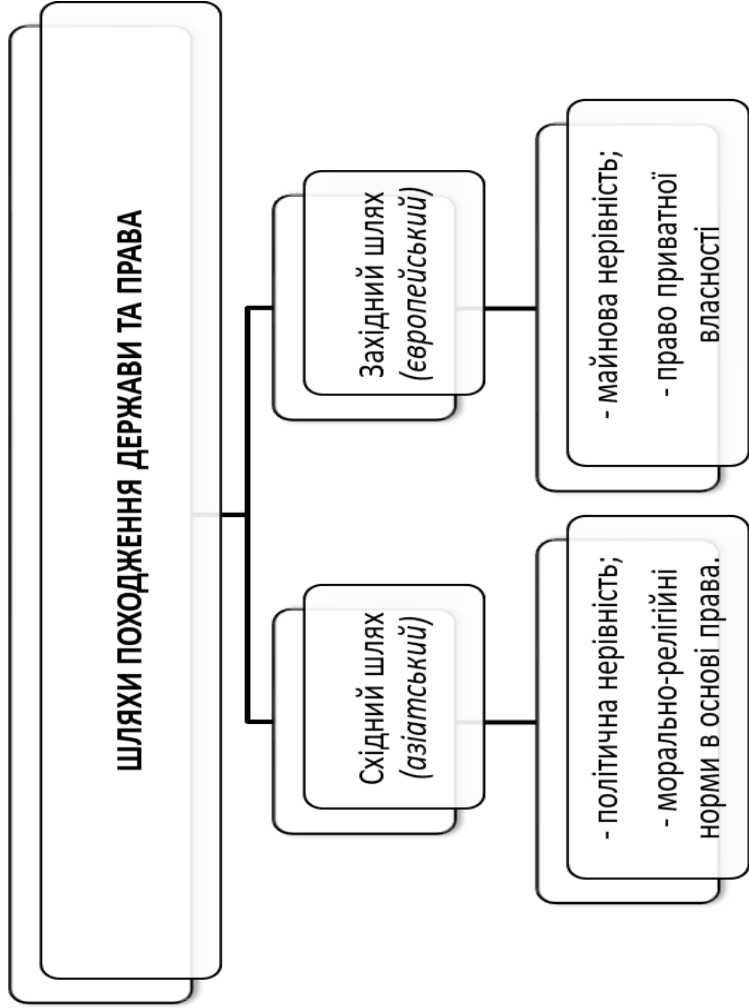 ШЛЯХИ ПОХОДЖЕННЯ ДЕРЖАВИ ТА ПРАВА
Східний шлях
(азіатський)
- політична нерівність;
- морально-релігійні
норми в основі права.
Західний шлях
(європейський)
- майнова нерівність;
- право приватної
власності